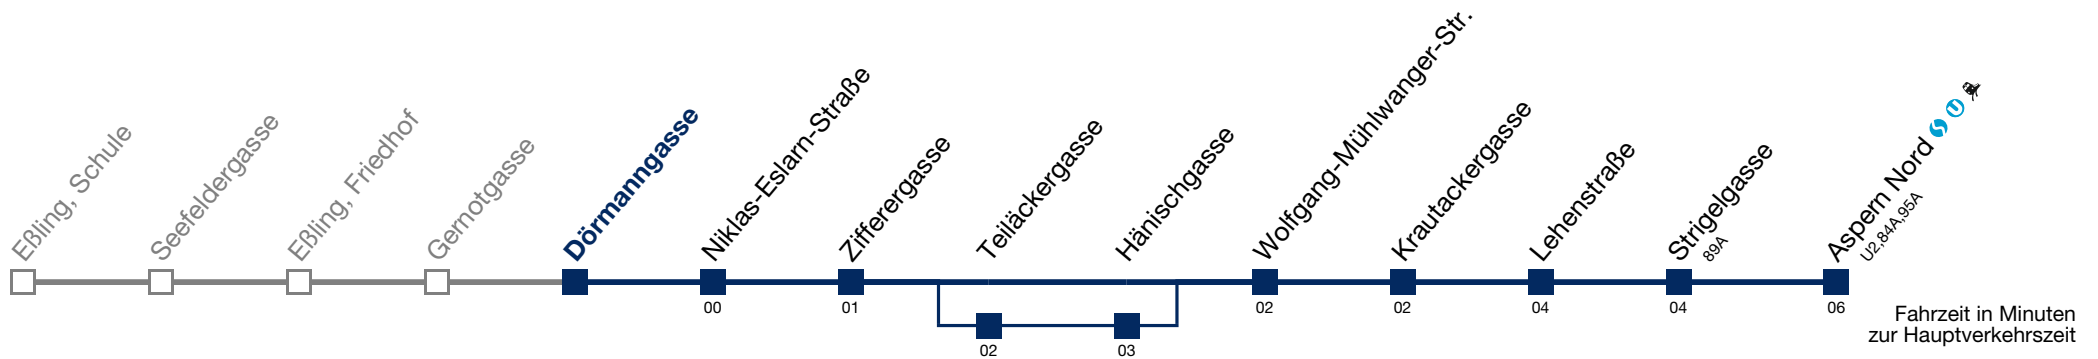 Eßling, Schule
Seefeldergasse
Eßling, Friedhof
Gernotgasse
Dörmanngasse
Niklas-Eslarn-Straße
Zifferergasse
Teiläckergasse
Hänischgasse
Wolfgang-Mühlwanger-Str.
Krautackergasse
Lehenstraße
Strigelgasse
89A
Aspern Nord
U
U2,84A,95A
00
01
02
02
04
04
06
02
03
Fahrzeit in Minuten
zur Hauptverkehrszeit